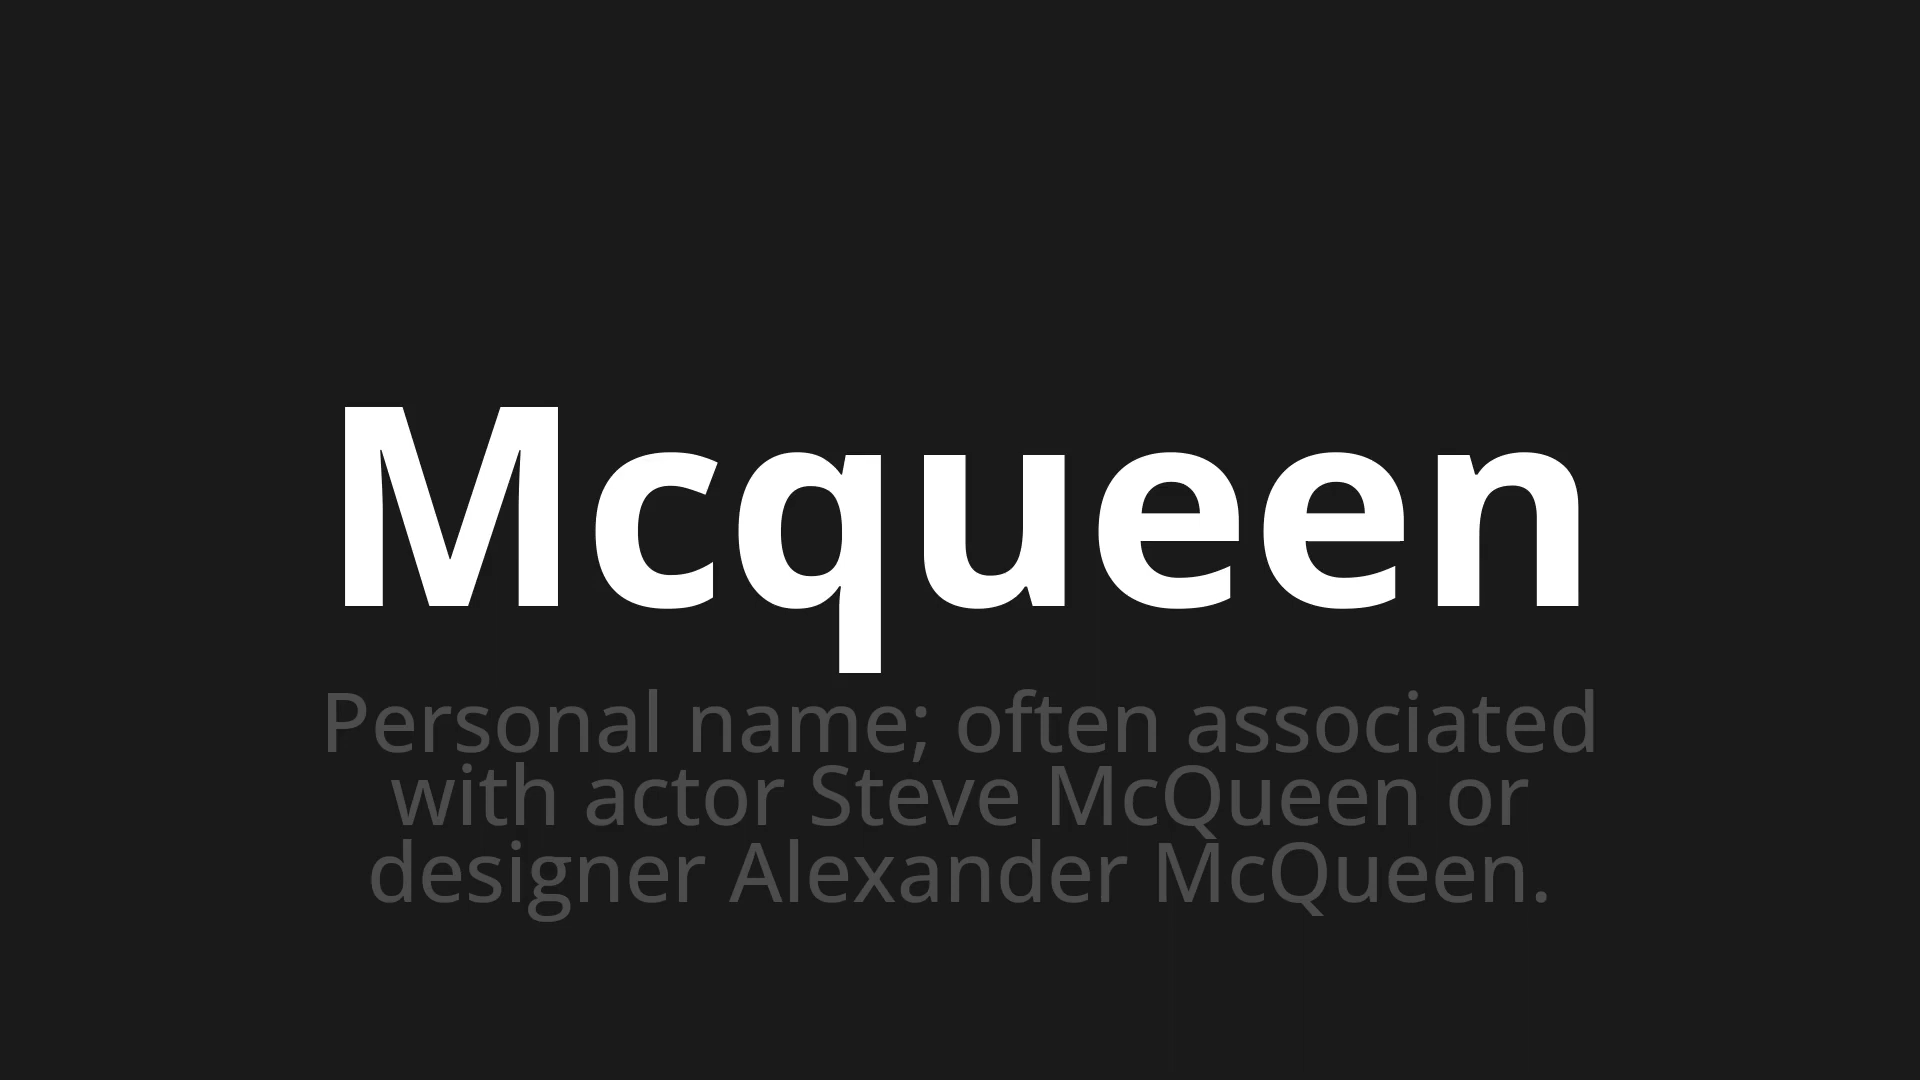 Mcqueen
Personal name; often associated
with actor Steve McQueen or
designer Alexander McQueen.